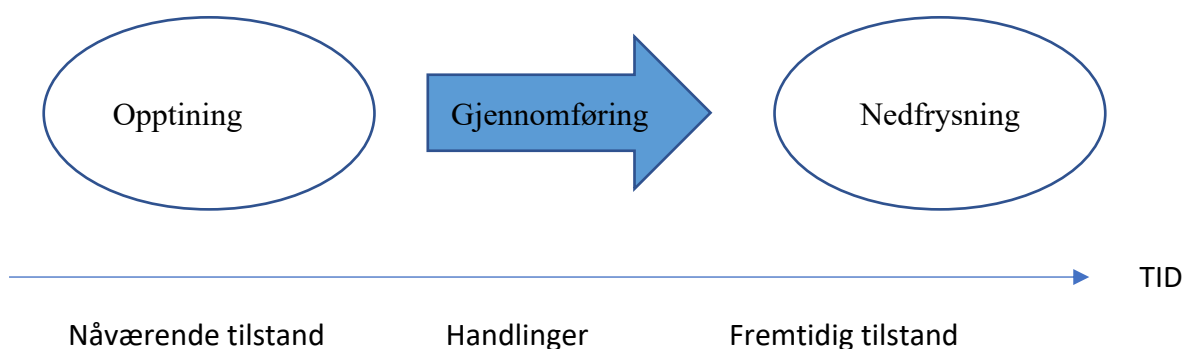 Opptining
Gjennomføring
Nedfrysning
TID
Nåværende tilstand
Handlinger
Fremtidig tilstand